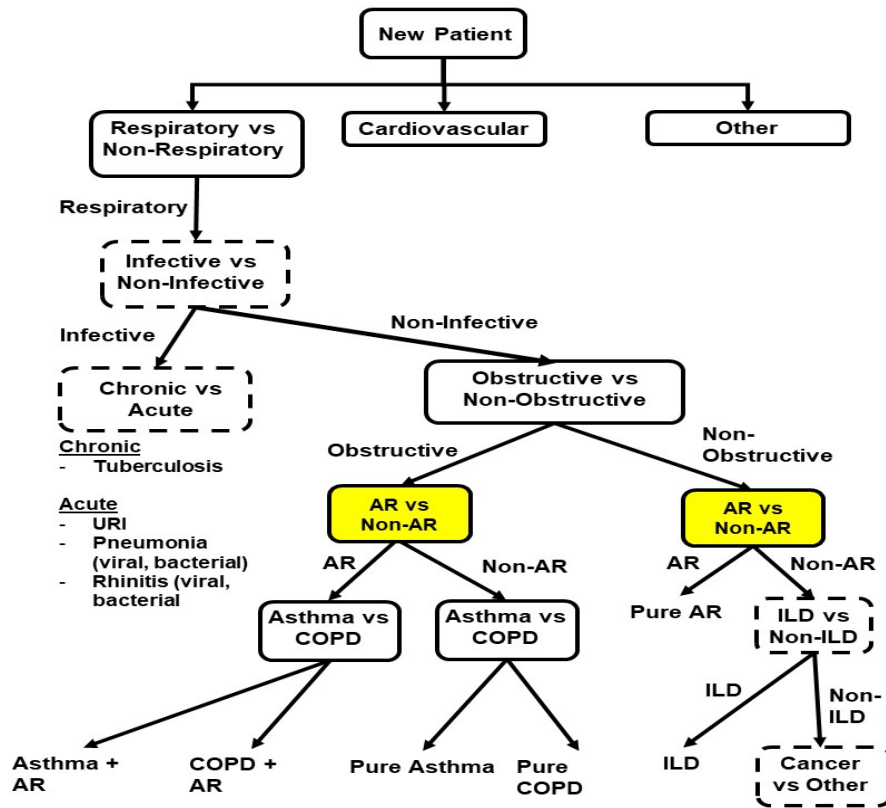 New Patient
Respiratory vs
Non-Respiratory
Cardiovascular
Other
Respiratory
Infective vs
Non-Infective
Infective
Non-Infective
Chronic vs
Acute
Obstructive vs
Non-Obstructive
Chronic
- Tuberculosis
Acute
- URI
- Pneumonia
(viral, bacterial)
- Rhinitis (viral,
bacterial
Obstructive
Non-
Obstructive
AR vs
Non-AR
AR vs
Non-AR
AR
Non-AR
AR
Non-AR
Asthma vs
COPD
Asthma vs
COPD
Pure AR
ILD vs
Non-ILD
ILD
Non-
ILD
Asthma +
AR
COPD +
AR
Pure Asthma
Pure
COPD
ILD
Cancer
vs Other